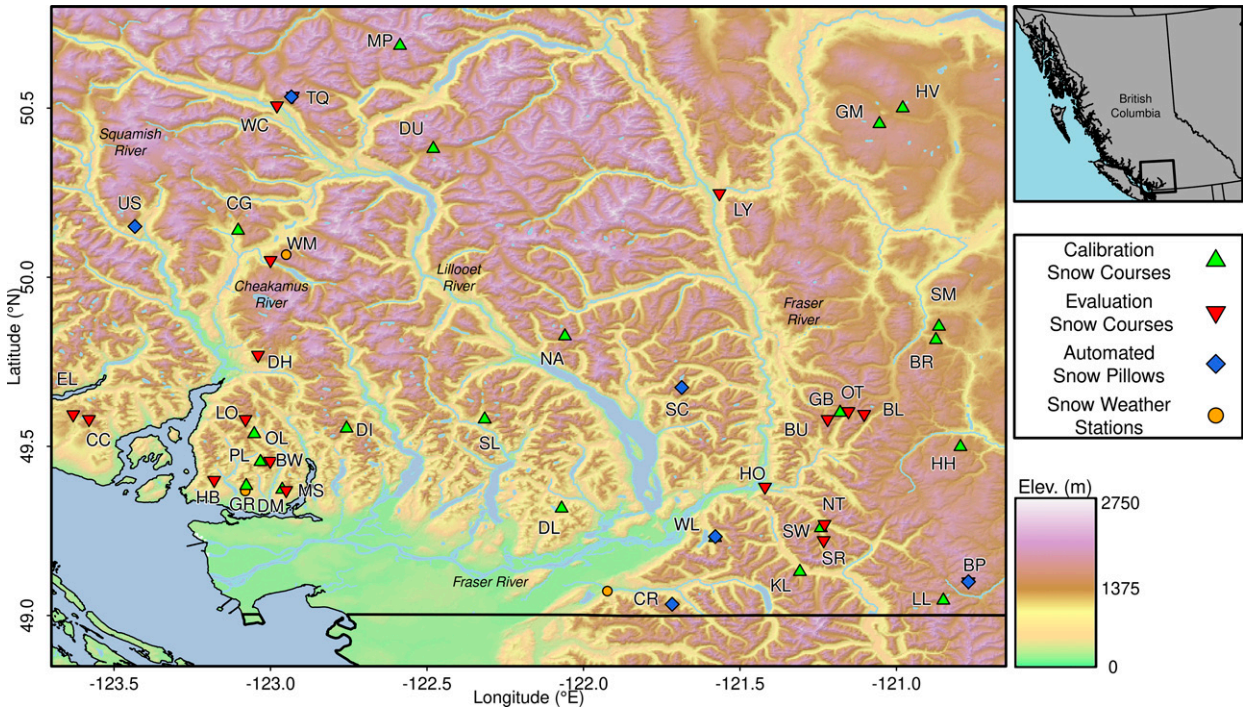 MP
TQ
WC
DU
HV
GM
Squamish
River
US
CG
WM
LY
Cheakamus
River
Lillooet
River
Fraser
River
SM
BR
NA
DH
EL
CC
LO
OL
PL
BW
HB
GR
DM
MS
DI
SL
SC
GB
OT
BL
BU
HH
HO
DL
WL
NT
SW
SR
KL
Fraser River
CR
BP
LL
50.5
50.0
49.5
49.0
Latitude (°N)
-123.5
-123.0
-122.5
-122.0
-121.5
-121.0
Longitude (°E)
British
Columbia
Calibration
Snow Courses
Evaluation
Snow Courses
Automated
Snow Pillows
Snow Weather
Stations
Elev. (m)
2750
1375
0